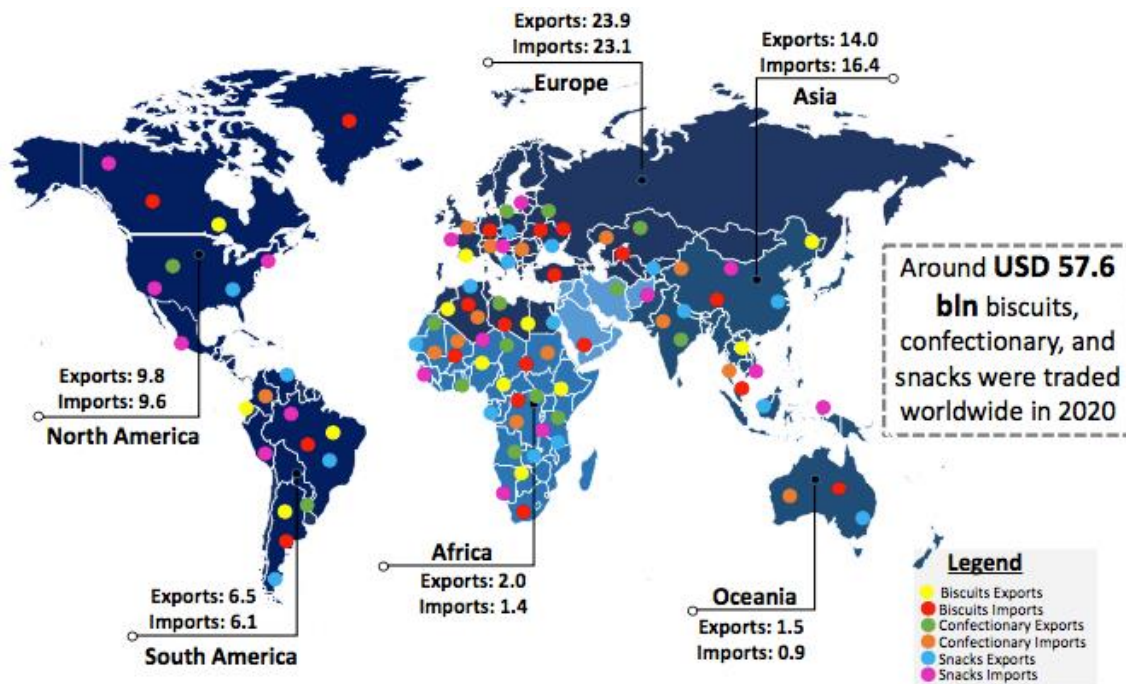 Exports: 23.9
Imports: 23.1
Europe
Exports: 14.0
Imports: 16.4
Asia
Around USD 57.6
bln biscuits,
confectionary, and
snacks were traded
worldwide in 2020
Exports: 9.8
Imports: 9.6
North America
Africa
Exports: 2.0
Imports: 1.4
Exports: 6.5
Imports: 6.1
South America
Oceania
Exports: 1.5
Imports: 0.9
Legend
Biscuits Exports
Biscuits Imports
Confectionary Exports
Confectionary Imports
Snacks Exports
Snacks Imports